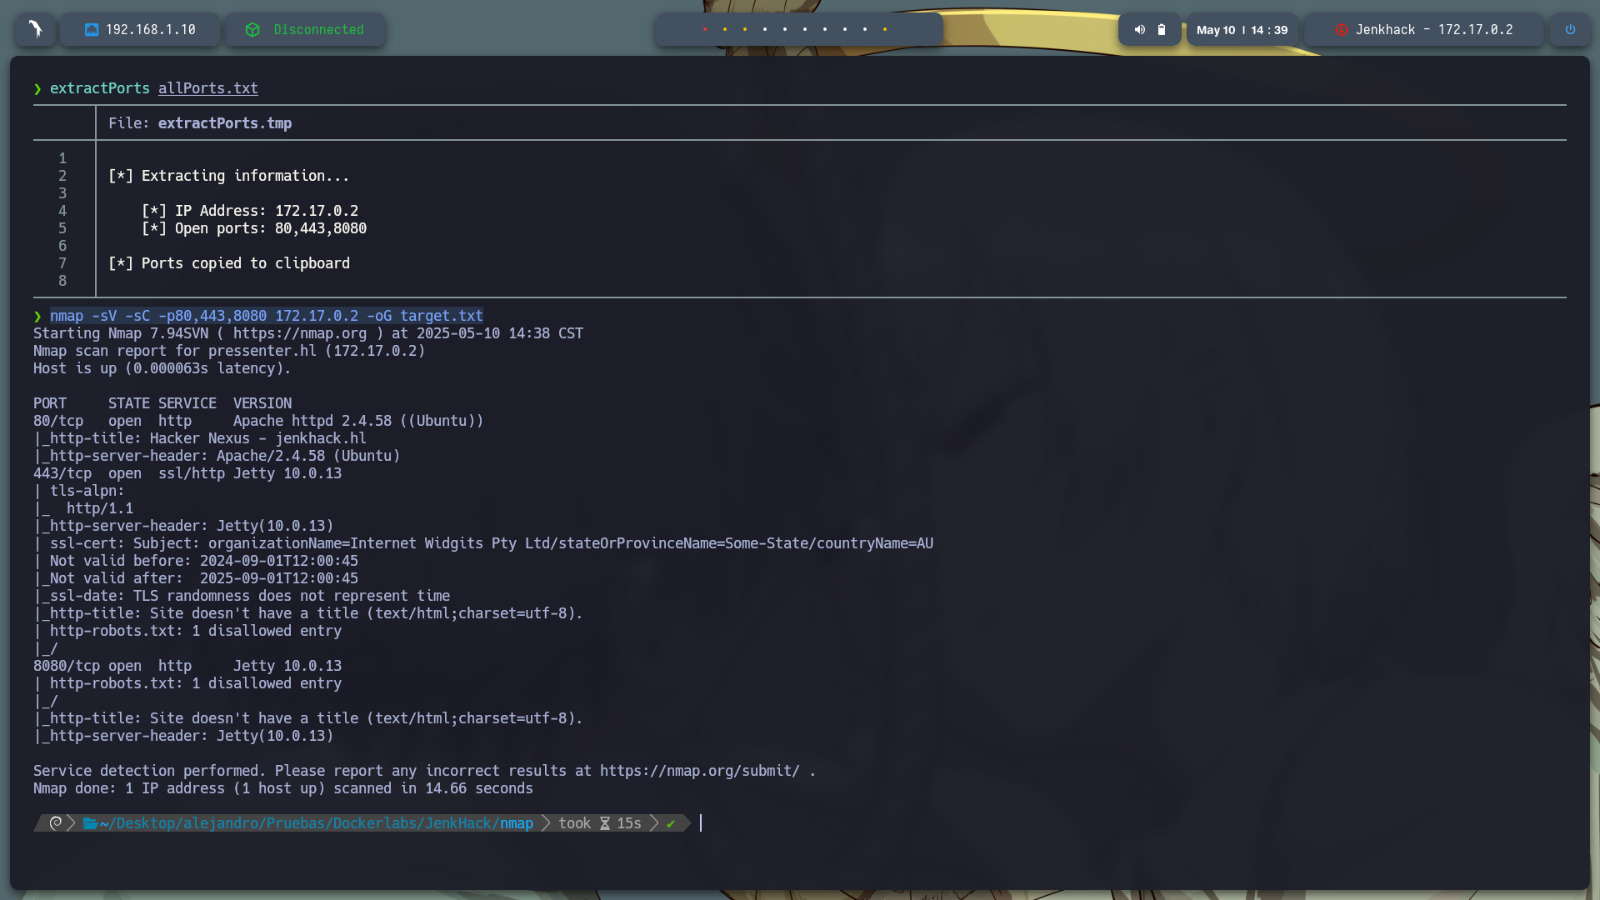 192.168.1.10
Disconnected
May 10 | 14 : 39
Jenkhack - 172.17.0.2
❯ extractPorts allPorts.txt
File: extractPorts.tmp
1
2 [*] Extracting information...
3
4 [*] IP Address: 172.17.0.2
5 [*] Open ports: 80,443,8080
6
7 [*] Ports copied to clipboard
8
❯ nmap -sV -sC -p80,443,8080 172.17.0.2 -oG target.txt
Starting Nmap 7.94SVN ( https://nmap.org ) at 2025-05-10 14:38 CST
Nmap scan report for pressenter.hl (172.17.0.2)
Host is up (0.000063s latency).
PORT STATE SERVICE VERSION
80/tcp open http Apache httpd 2.4.58 ((Ubuntu))
|_http-title: Hacker Nexus - jenkhack.hl
|_http-server-header: Apache/2.4.58 (Ubuntu)
443/tcp open ssl/http Jetty 10.0.13
| tls-alpn:
|_ http/1.1
|_http-server-header: Jetty(10.0.13)
| ssl-cert: Subject: organizationName=Internet Widgits Pty Ltd/stateOrProvinceName=Some-State/countryName=AU
| Not valid before: 2024-09-01T12:00:45
|_Not valid after: 2025-09-01T12:00:45
|_ssl-date: TLS randomness does not represent time
|_http-title: Site doesn't have a title (text/html;charset=utf-8).
| http-robots.txt: 1 disallowed entry
|_/
8080/tcp open http Jetty 10.0.13
| http-robots.txt: 1 disallowed entry
|_/
|_http-title: Site doesn't have a title (text/html;charset=utf-8).
|_http-server-header: Jetty(10.0.13)
Service detection performed. Please report any incorrect results at https://nmap.org/submit/ .
Nmap done: 1 IP address (1 host up) scanned in 14.66 seconds
~/Desktop/alejandro/Pruebas/Dockerlabs/JenkHack/nmap took 15s ✔